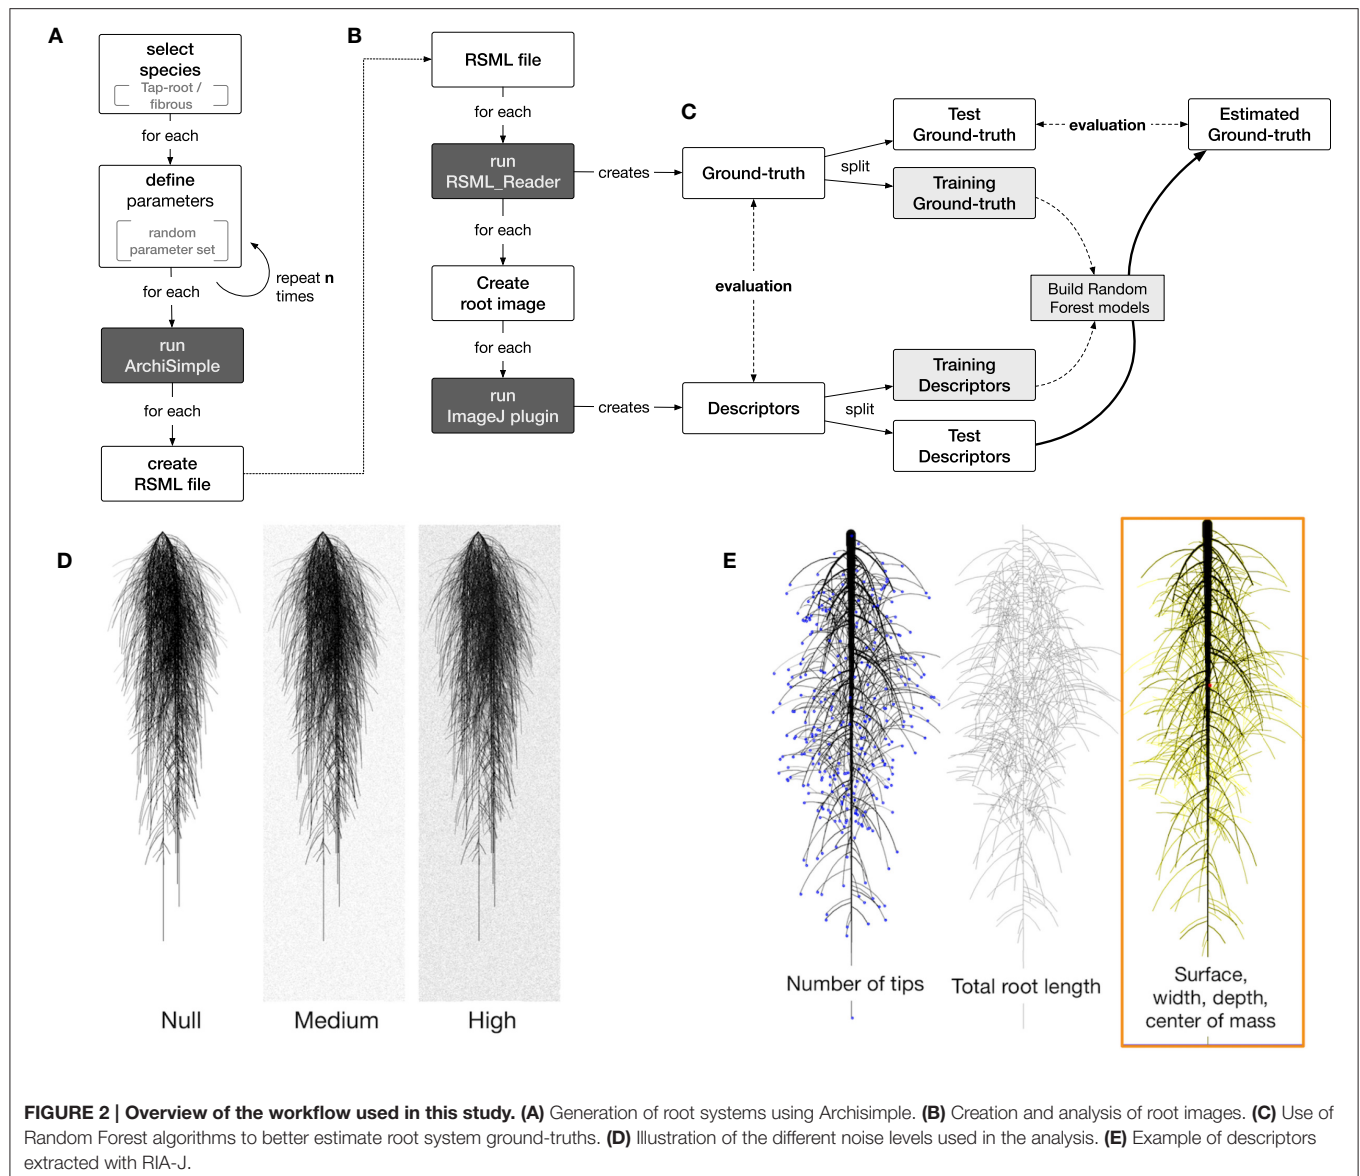 A
select
species
Tap-root /
fibrous
for each
define
parameters
random
parameter set
repeat n
times
for each
run
ArchiSimple
for each
create
RSML file
B
RSML file
for each
run
RSML_Reader
creates
for each
Create
root image
for each
run
ImageJ plugin
creates
C
Ground-truth
evaluation
Descriptors
split
Test
Ground-truth
Training
Ground-truth
evaluation
Estimated
Ground-truth
Build Random
Forest models
split
Training
Descriptors
Test
Descriptors
D
Null
Medium
High
E
Number of tips
Total root length
Surface,
width, depth,
center of mass
FIGURE 2 | Overview of the workflow used in this study. (A) Generation of root systems using Archisimple. (B) Creation and analysis of root images. (C) Use of
Random Forest algorithms to better estimate root system ground-truths. (D) Illustration of the different noise levels used in the analysis. (E) Example of descriptors
extracted with RIA-J.